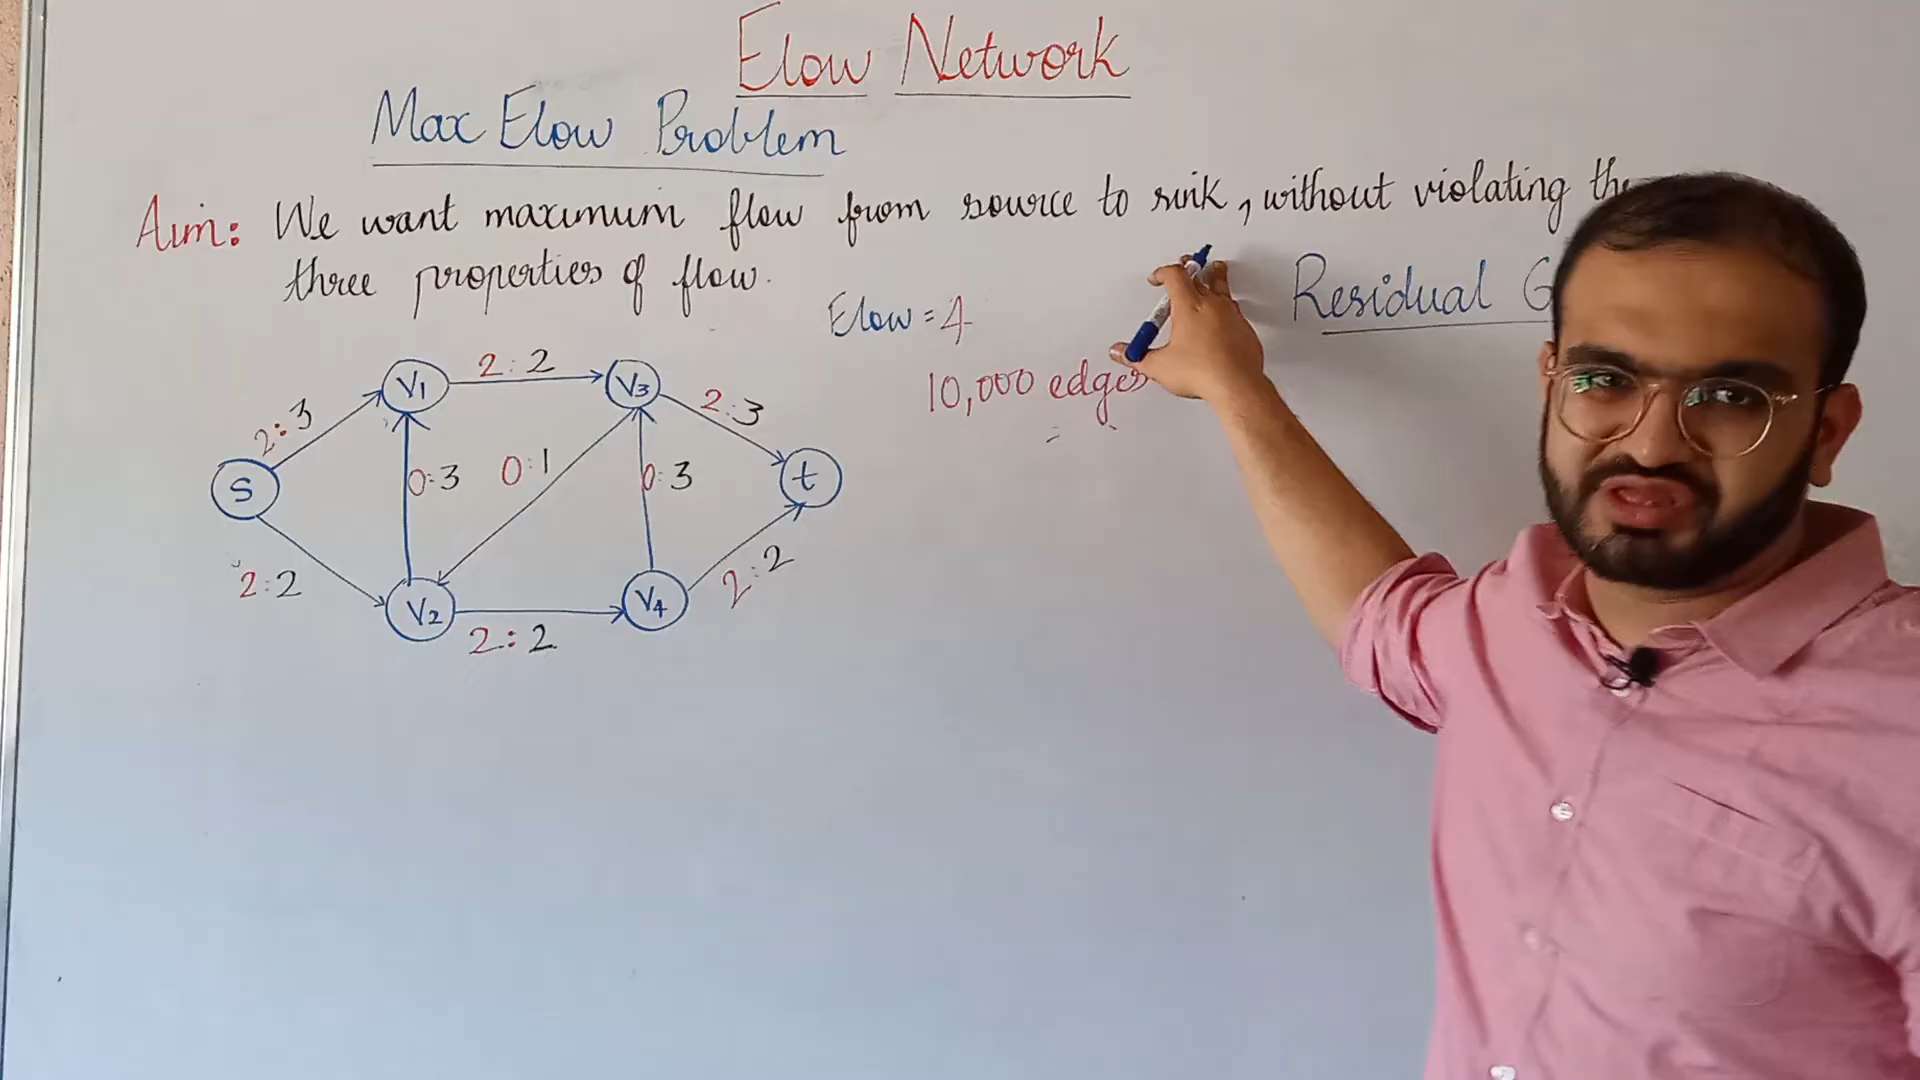 Flow Network
Max Flow Problem
Aim: We want maximum flow from source to sink, without violating the
three properties of flow.
Residual G
Flow = 4
10,000 edges
V1
2:2
V3
2:3
2:3
S
0:3
0:1
0:3
t
2:2
V2
2:2
V4
2:2